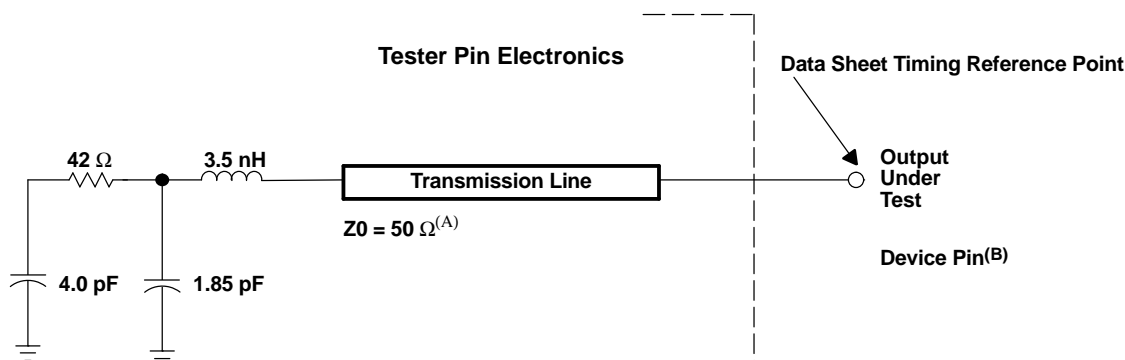 Tester Pin Electronics
Data Sheet Timing Reference Point
42 Ω
3.5 nH
Transmission Line
Output
Under
Test
Z0 = 50 Ω(A)
Device Pin(B)
4.0 pF
1.85 pF